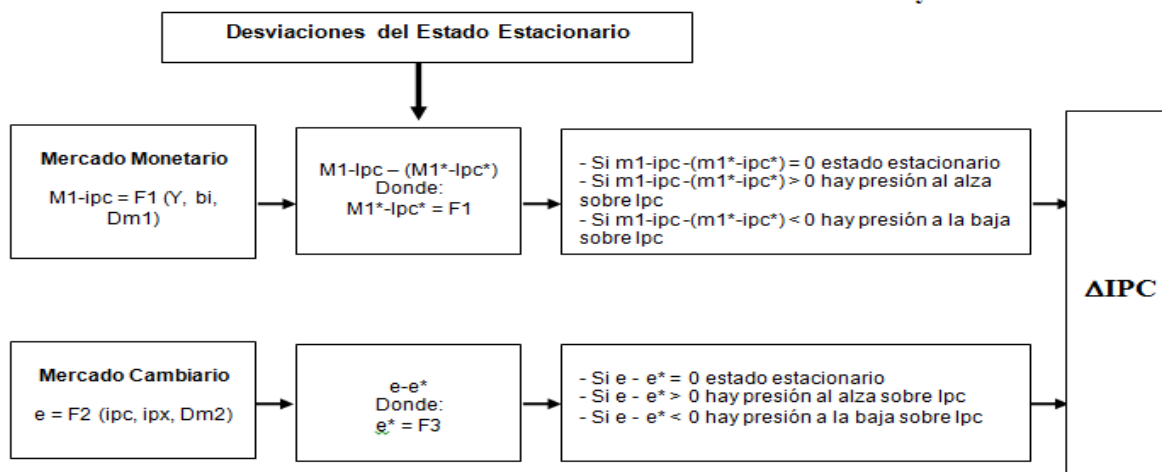 Desviaciones del Estado Estacionario
Mercado Monetario
M1-ipc = F1 (Y, bi,
Dm1)
M1-Ipc – (M1*-Ipc*)
Donde:
M1*-Ipc* = F1
- Si m1-ipc-(m1*-ipc*) = 0 estado estacionario
- Si m1-ipc-(m1*-ipc*) > 0 hay presión al alza
sobre Ipc
- Si m1-ipc-(m1*-ipc*) < 0 hay presión a la baja
sobre Ipc
ΔIPC
Mercado Cambiario
e = F2 (ipc, ipx, Dm2)
e-e*
Donde:
e* = F3
- Si e - e* = 0 estado estacionario
- Si e - e* > 0 hay presión al alza sobre Ipc
- Si e - e* < 0 hay presión a la baja sobre Ipc